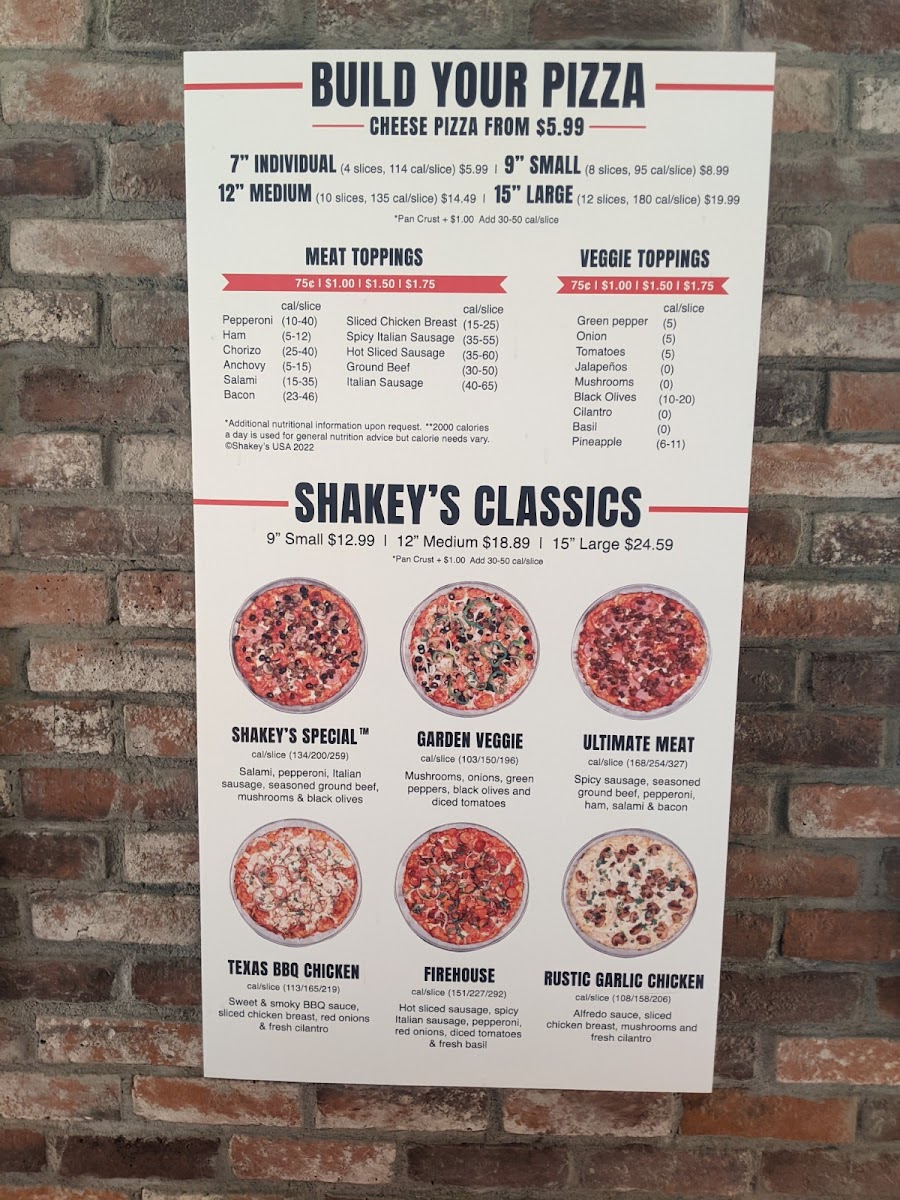 BUILD YOUR PIZZA
CHEESE PIZZA FROM $5.99
7” INDIVIDUAL (4 slices, 114 cal/slice) $5.99 | 9” SMALL (8 slices, 95 cal/slice) $8.99
12” MEDIUM (10 slices, 135 cal/slice) $14.49 | 15” LARGE (12 slices, 180 cal/slice) $19.99
*Pan Crust + $1.00 Add 30-50 cal/slice
MEAT TOPPINGS
75¢ | $1.00 | $1.50 | $1.75
cal/slice
Pepperoni (10-40)
Ham (5-12)
Chorizo (25-40)
Anchovy (5-15)
Salami (15-35)
Bacon (23-46)
cal/slice
Sliced Chicken Breast (15-25)
Spicy Italian Sausage (35-55)
Hot Sliced Sausage (35-60)
Ground Beef (30-50)
Italian Sausage (40-65)
*Additional nutritional information upon request. **2000 calories
a day is used for general nutrition advice but calorie needs vary.
©Shakey's USA 2022
VEGGIE TOPPINGS
75¢ | $1.00 | $1.50 | $1.75
cal/slice
Green pepper (5)
Onion (5)
Tomatoes (5)
Jalapeños (0)
Mushrooms (0)
Black Olives (10-20)
Cilantro (0)
Basil (0)
Pineapple (6-11)
SHAKEY'S CLASSICS
9” Small $12.99 | 12” Medium $18.89 | 15” Large $24.59
*Pan Crust + $1.00 Add 30-50 cal/slice
SHAKEY'S SPECIAL™
cal/slice (134/200/259)
Salami, pepperoni, Italian
sausage, seasoned ground beef,
mushrooms & black olives
GARDEN VEGGIE
cal/slice (103/150/196)
Mushrooms, onions, green
peppers, black olives and
diced tomatoes
ULTIMATE MEAT
cal/slice (168/254/327)
Spicy sausage, seasoned
ground beef, pepperoni,
ham, salami & bacon
TEXAS BBQ CHICKEN
cal/slice (113/165/219)
Sweet & smoky BBQ sauce,
sliced chicken breast, red onions
& fresh cilantro
FIREHOUSE
cal/slice (151/227/292)
Hot sliced sausage, spicy
Italian sausage, pepperoni,
red onions, diced tomatoes
& fresh basil
RUSTIC GARLIC CHICKEN
cal/slice (108/158/206)
Alfredo sauce, sliced
chicken breast, mushrooms and
fresh cilantro